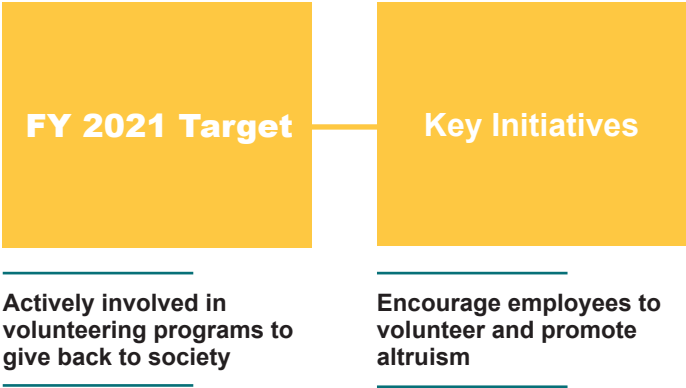 FY 2021 Target
Key Initiatives
Actively involved in
volunteering programs to
give back to society
Encourage employees to
volunteer and promote
altruism